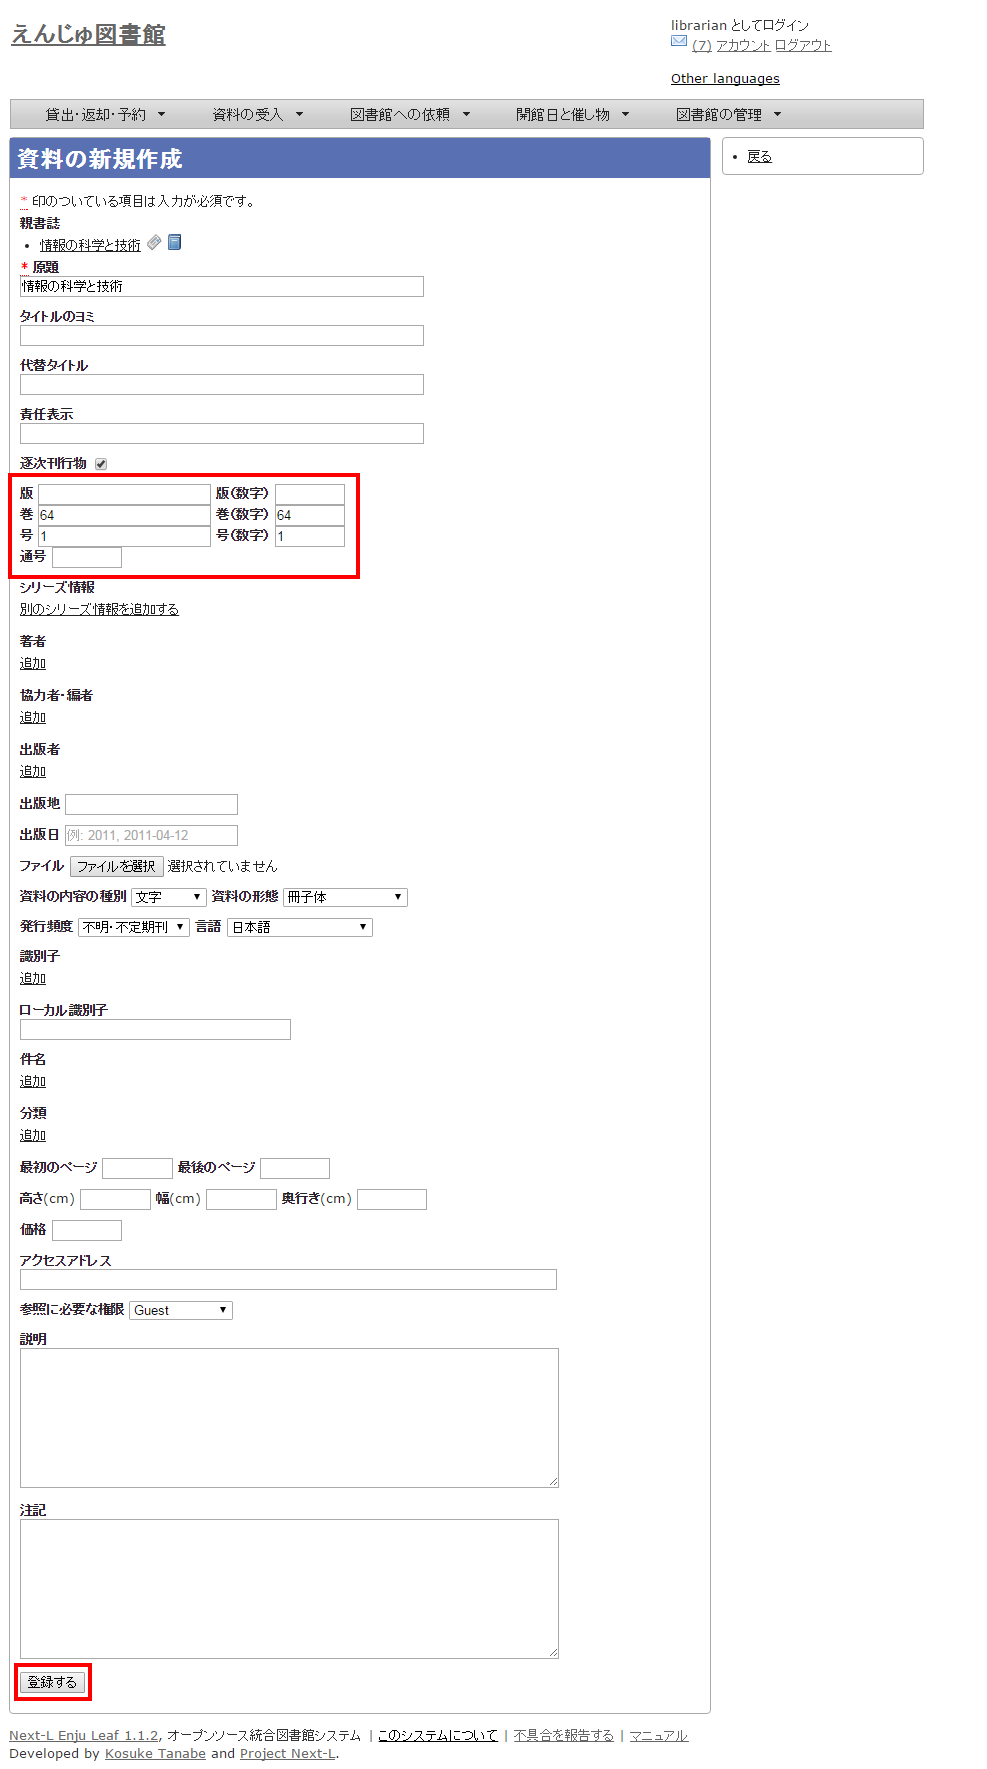 えんじゅ図書館
librarian としてログイン
(7) アカウント ログアウト
Other languages
貸出・返却・予約 ▼ 資料の受入 ▼ 図書館への依頼 ▼ 開館日と催し物 ▼ 図書館の管理 ▼
資料の新規作成
• 戻る
* 印のついている項目は入力が必須です。
親書誌
• 情報の科学と技術
* 原題
情報の科学と技術
タイトルのヨミ
代替タイトル
責任表示
逐次刊行物
版 版(数字)
巻 64 巻(数字) 64
号 1 号(数字) 1
通号
シリーズ情報
別のシリーズ情報を追加する
著者
追加
協力者・編者
追加
出版者
追加
出版地
出版日 例: 2011, 2011-04-12
ファイル ファイルを選択 選択されていません
資料の内容の種別 文字 ▼ 資料の形態 冊子体 ▼
発行頻度 不明・不定期刊 ▼ 言語 日本語 ▼
識別子
追加
ローカル識別子
件名
追加
分類
追加
最初のページ 最後のページ
高さ(cm) 幅(cm) 奥行き(cm)
価格
アクセスアドレス
参照に必要な権限 Guest ▼
説明
注記
登録する
Next-L Enju Leaf 1.1.2, オープンソース統合図書館システム | このシステムについて | 不具合を報告する | マニュアル
Developed by Kosuke Tanabe and Project Next-L.